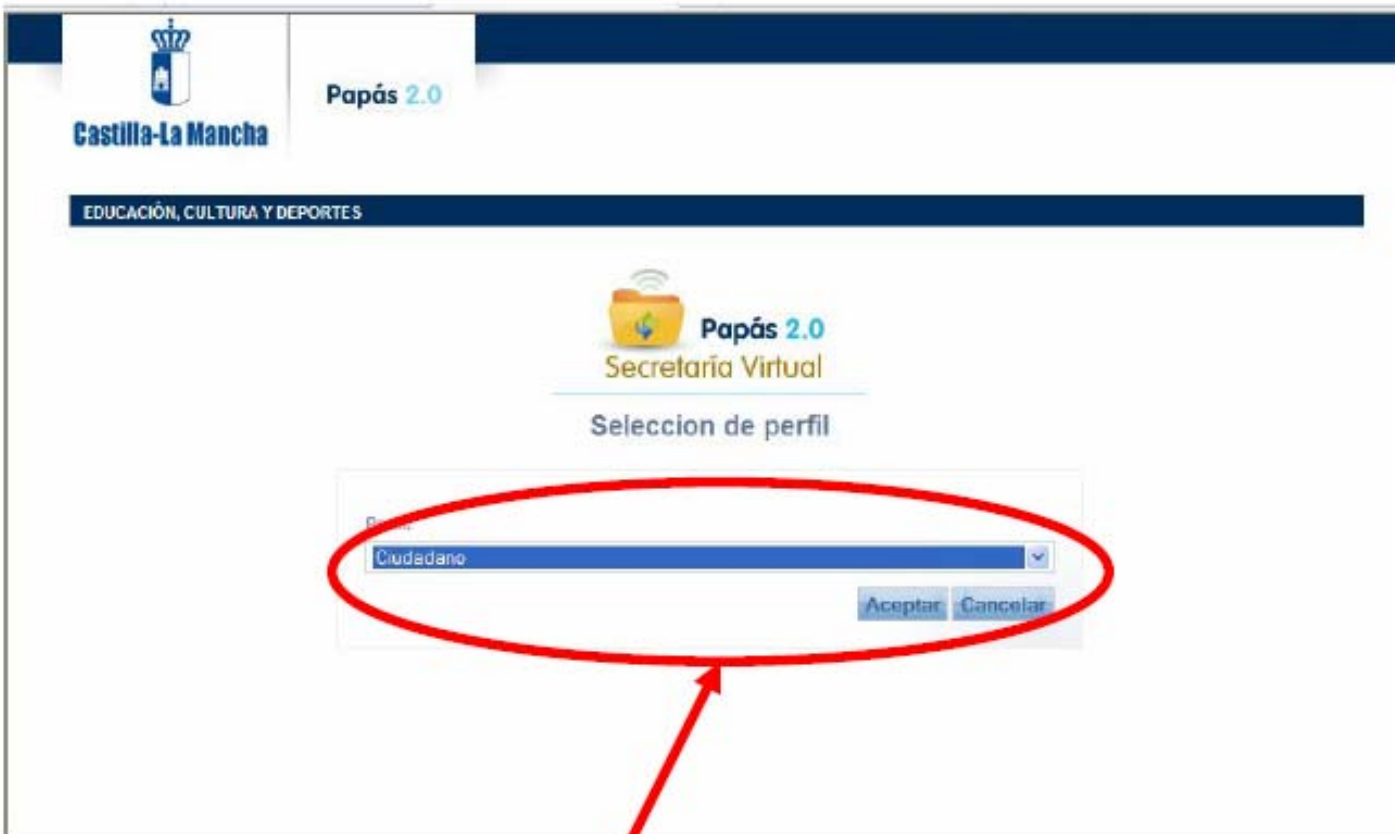 Castilla-La Mancha
Papás 2.0
EDUCACIÓN, CULTURA Y DEPORTES
Papás 2.0
Secretaría Virtual
Seleccion de perfil
Ciudadano
Aceptar Cancelar